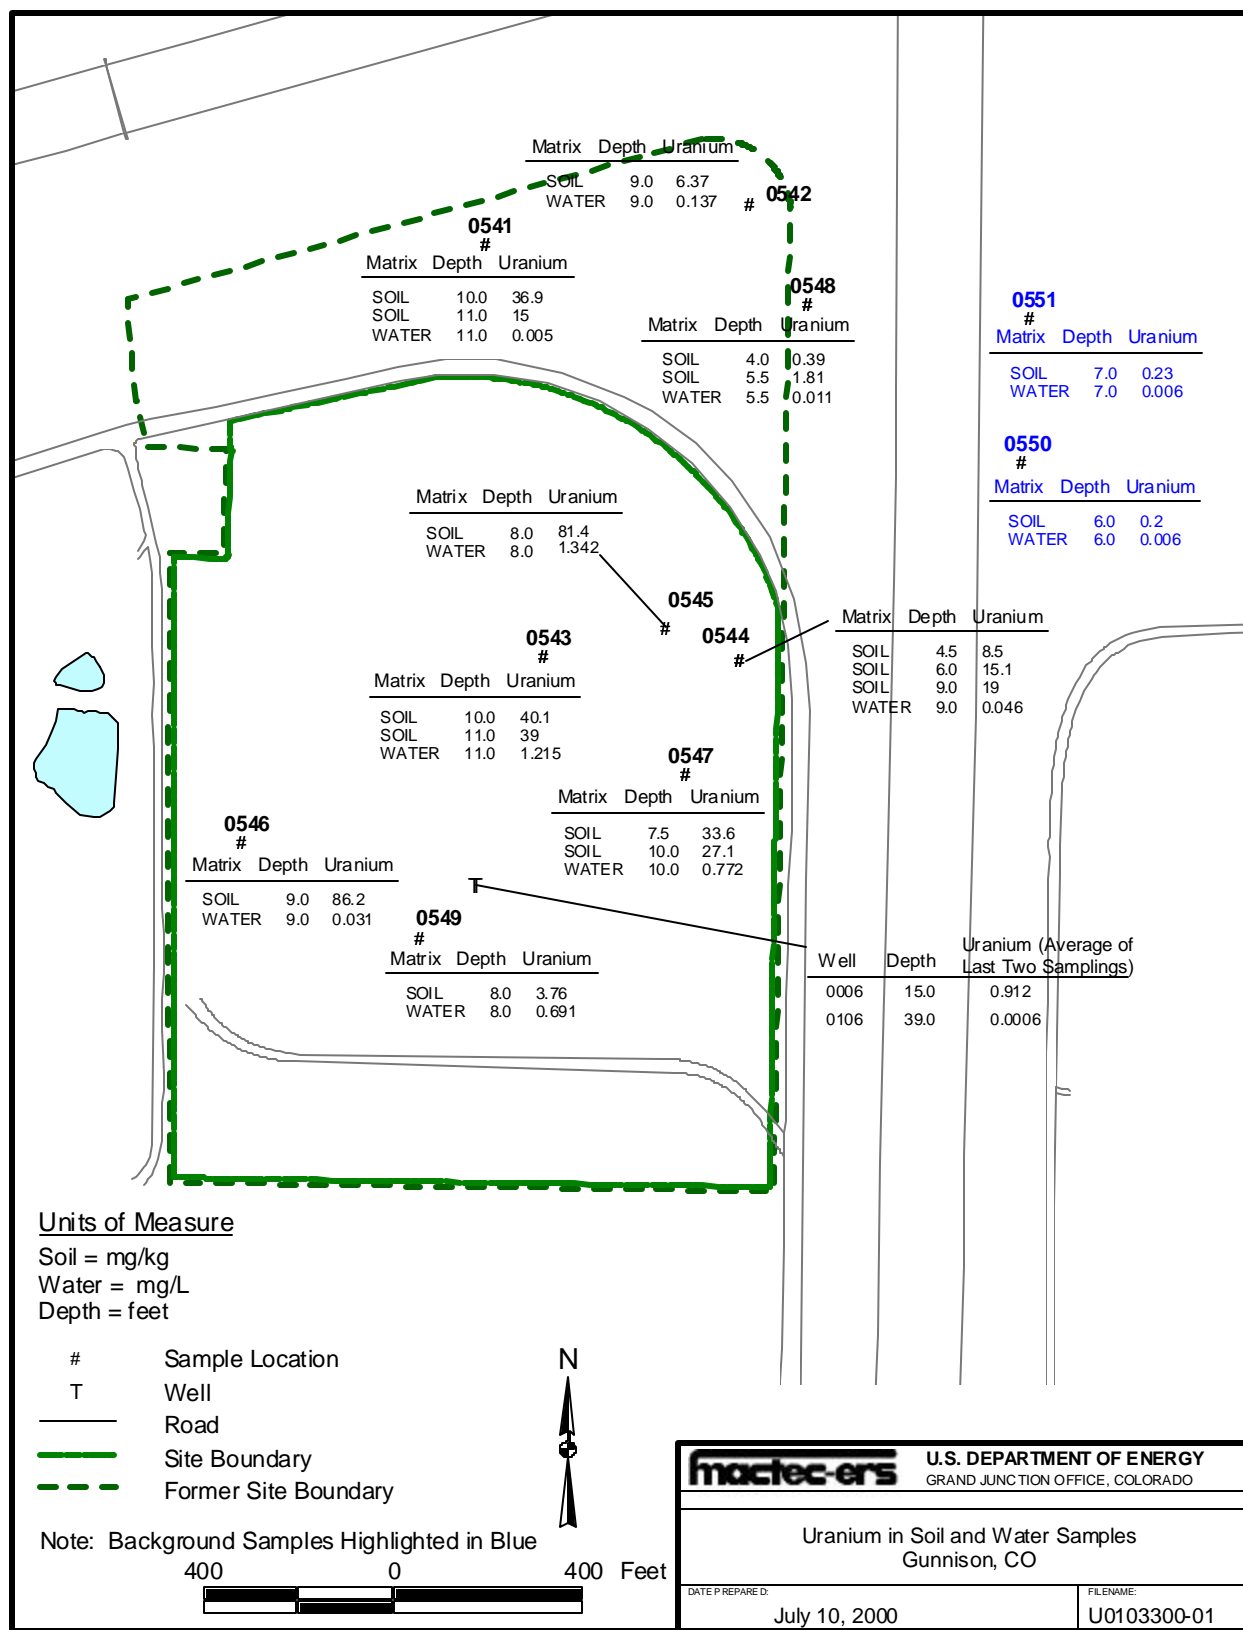 Matrix Depth Uranium
SOIL 9.0 6.37
WATER 9.0 0.137
# 0542
0541
#
Matrix Depth Uranium
SOIL 10.0 36.9
SOIL 11.0 15
WATER 11.0 0.005
0548
#
Matrix Depth Uranium
SOIL 4.0 0.39
SOIL 5.5 1.81
WATER 5.5 0.011
0551
#
Matrix Depth Uranium
SOIL 7.0 0.23
WATER 7.0 0.006
0550
#
Matrix Depth Uranium
SOIL 6.0 0.2
WATER 6.0 0.006
Matrix Depth Uranium
SOIL 8.0 81.4
WATER 8.0 1.342
0545
#
0544
#
Matrix Depth Uranium
SOIL 4.5 8.5
SOIL 6.0 15.1
SOIL 9.0 19
WATER 9.0 0.046
0543
#
Matrix Depth Uranium
SOIL 10.0 40.1
SOIL 11.0 39
WATER 11.0 1.215
0547
#
Matrix Depth Uranium
SOIL 7.5 33.6
SOIL 10.0 27.1
WATER 10.0 0.772
0546
#
Matrix Depth Uranium
SOIL 9.0 86.2
WATER 9.0 0.031
T
0549
#
Matrix Depth Uranium
SOIL 8.0 3.76
WATER 8.0 0.691
Uranium (Average of
Well Depth Last Two Samplings)
0006 15.0 0.912
0106 39.0 0.0006
Units of Measure
Soil = mg/kg
Water = mg/L
Depth = feet
# Sample Location
T Well
Road
Site Boundary
Former Site Boundary
N
Note: Background Samples Highlighted in Blue
400 0 400 Feet
mactec-ers
U.S. DEPARTMENT OF ENERGY
GRAND JUNCTION OFFICE, COLORADO
Uranium in Soil and Water Samples
Gunnison, CO
DATE PREPARED:
July 10, 2000
FILENAME:
U0103300-01